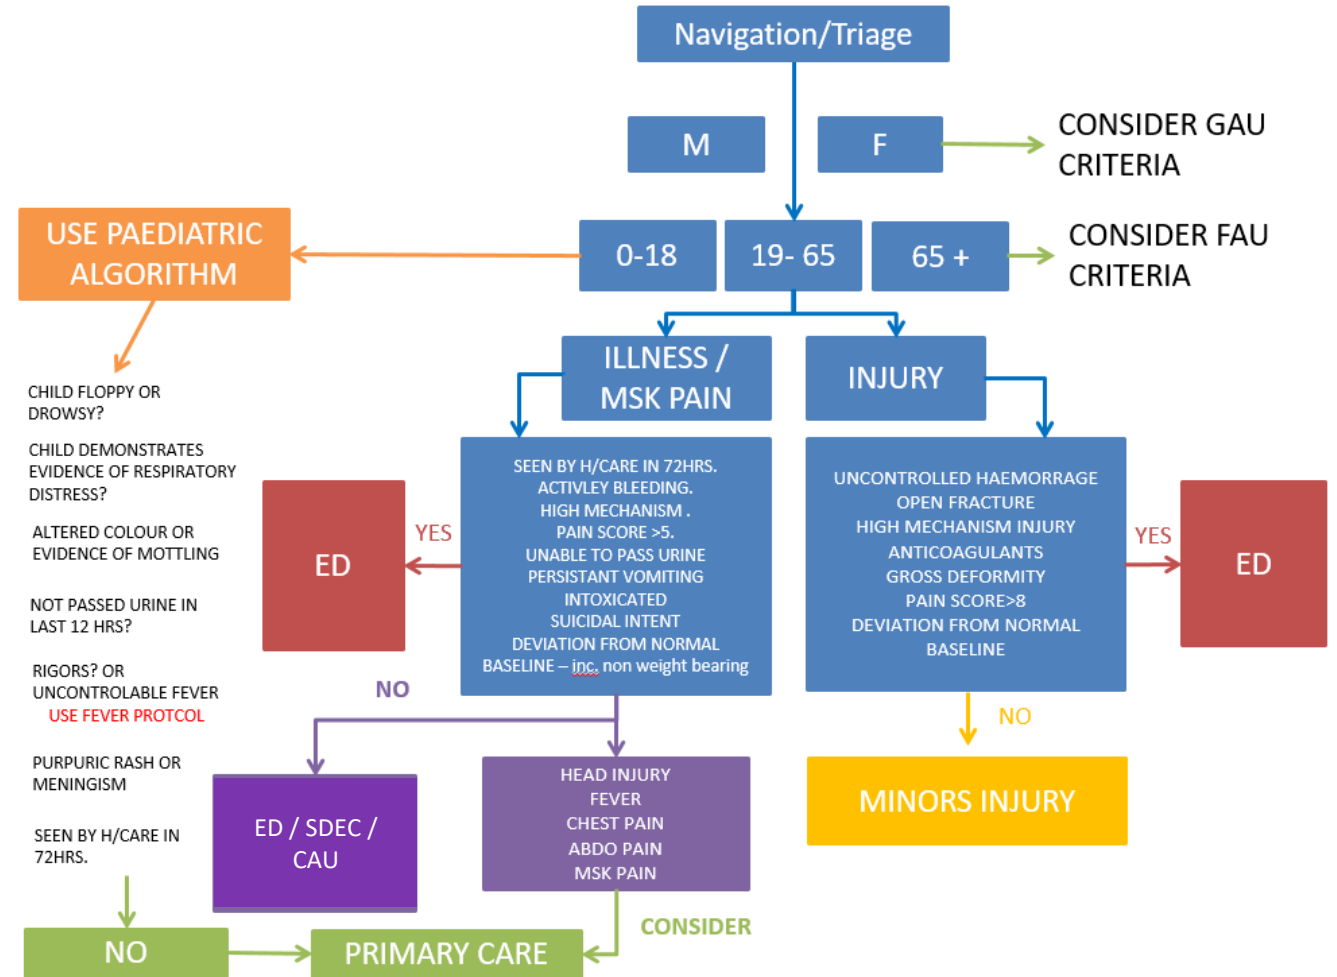 Navigation/Triage
M
F
CONSIDER GAU
CRITERIA
USE PAEDIATRIC
ALGORITHM
0-18
19- 65
65 +
CONSIDER FAU
CRITERIA
ILLNESS /
MSK PAIN
INJURY
CHILD FLOPPY OR
DROWSY?
CHILD DEMONSTRATES
EVIDENCE OF RESPIRATORY
DISTRESS?
ALTERED COLOUR OR
EVIDENCE OF MOTTLING
NOT PASSED URINE IN
LAST 12 HRS?
RIGORS? OR
UNCONTROLABLE FEVER
USE FEVER PROTCOL
PURPURIC RASH OR
MENINGISM
SEEN BY H/CARE IN
72HRS.
ED
YES
SEEN BY H/CARE IN 72HRS.
ACTIVLEY BLEEDING.
HIGH MECHANISM .
PAIN SCORE >5.
UNABLE TO PASS URINE
PERSISTANT VOMITING
INTOXICATED
SUICIDAL INTENT
DEVIATION FROM NORMAL
BASELINE – inc. non weight bearing
UNCONTROLLED HAEMORRAGE
OPEN FRACTURE
HIGH MECHANISM INJURY
ANTICOAGULANTS
GROSS DEFORMITY
PAIN SCORE>8
DEVIATION FROM NORMAL
BASELINE
YES
ED
NO
NO
ED / SDEC /
CAU
HEAD INJURY
FEVER
CHEST PAIN
ABDO PAIN
MSK PAIN
MINORS INJURY
CONSIDER
NO
PRIMARY CARE